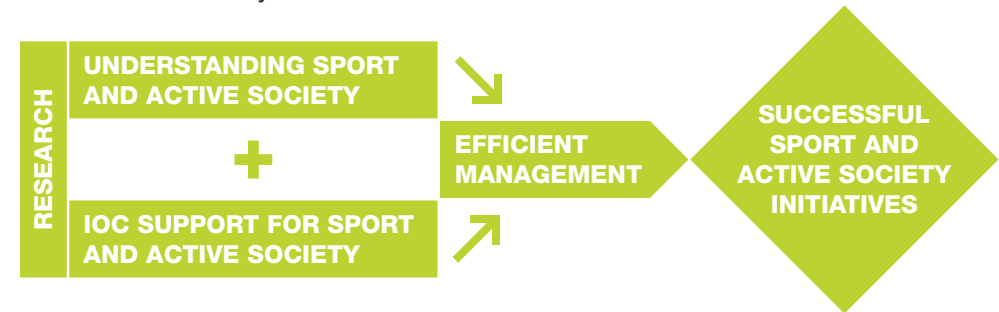 RESEARCH
UNDERSTANDING SPORT
AND ACTIVE SOCIETY
+
IOC SUPPORT FOR SPORT
AND ACTIVE SOCIETY
EFFICIENT
MANAGEMENT
SUCCESSFUL
SPORT AND
ACTIVE SOCIETY
INITIATIVES